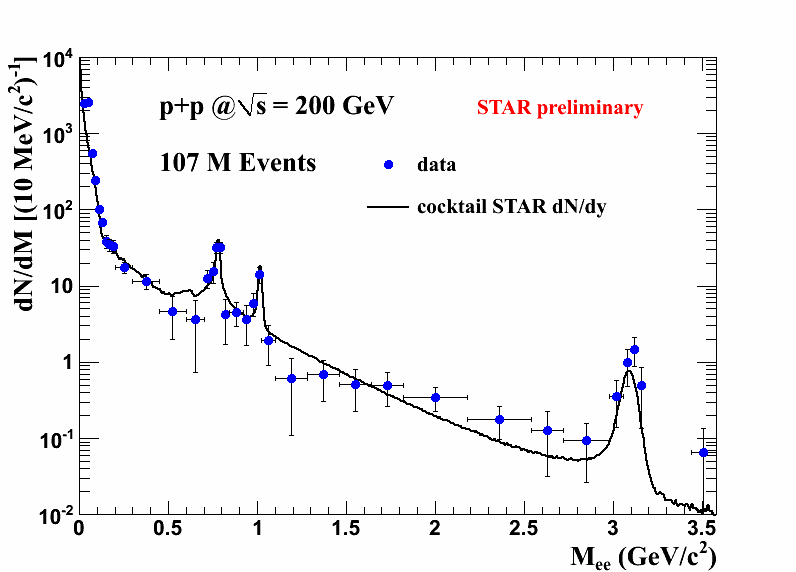 p+p @√s = 200 GeV
STAR preliminary
107 M Events
data
cocktail STAR dN/dy
dN/dM [(10 MeV/c²)⁻¹]
10⁴
10³
10²
10
1
10⁻¹
10⁻²
0 0.5 1 1.5 2 2.5 3 3.5
Mₑₑ (GeV/c²)